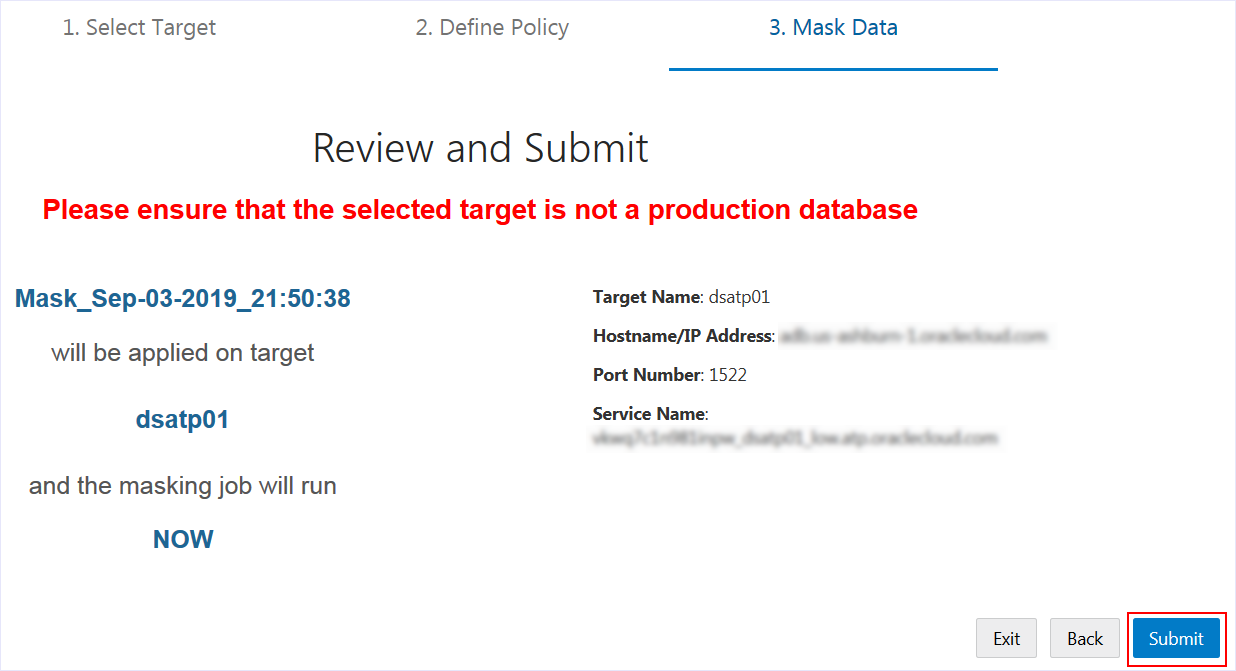 1. Select Target
2. Define Policy
3. Mask Data
Review and Submit
Please ensure that the selected target is not a production database
Mask_Sep-03-2019_21:50:38
will be applied on target
dsatp01
and the masking job will run
NOW
Target Name: dsatp01
Hostname/IP Address:
Port Number: 1522
Service Name:
Exit
Back
Submit